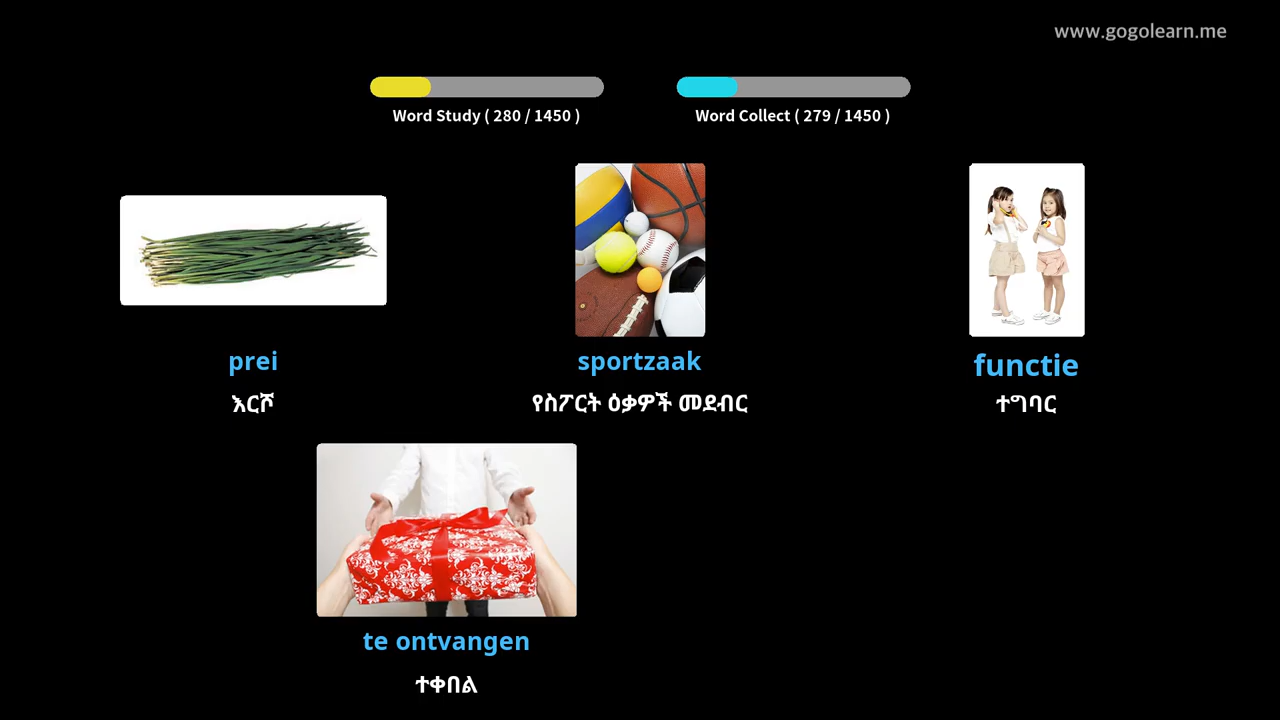 www.gogolearn.me
Word Study ( 280 / 1450 )
Word Collect ( 279 / 1450 )
prei
sportzaak
functie
እርሾ
የስፖርት ዕቃዎች መደብር
ተግባር
te ontvangen
ተቀበል